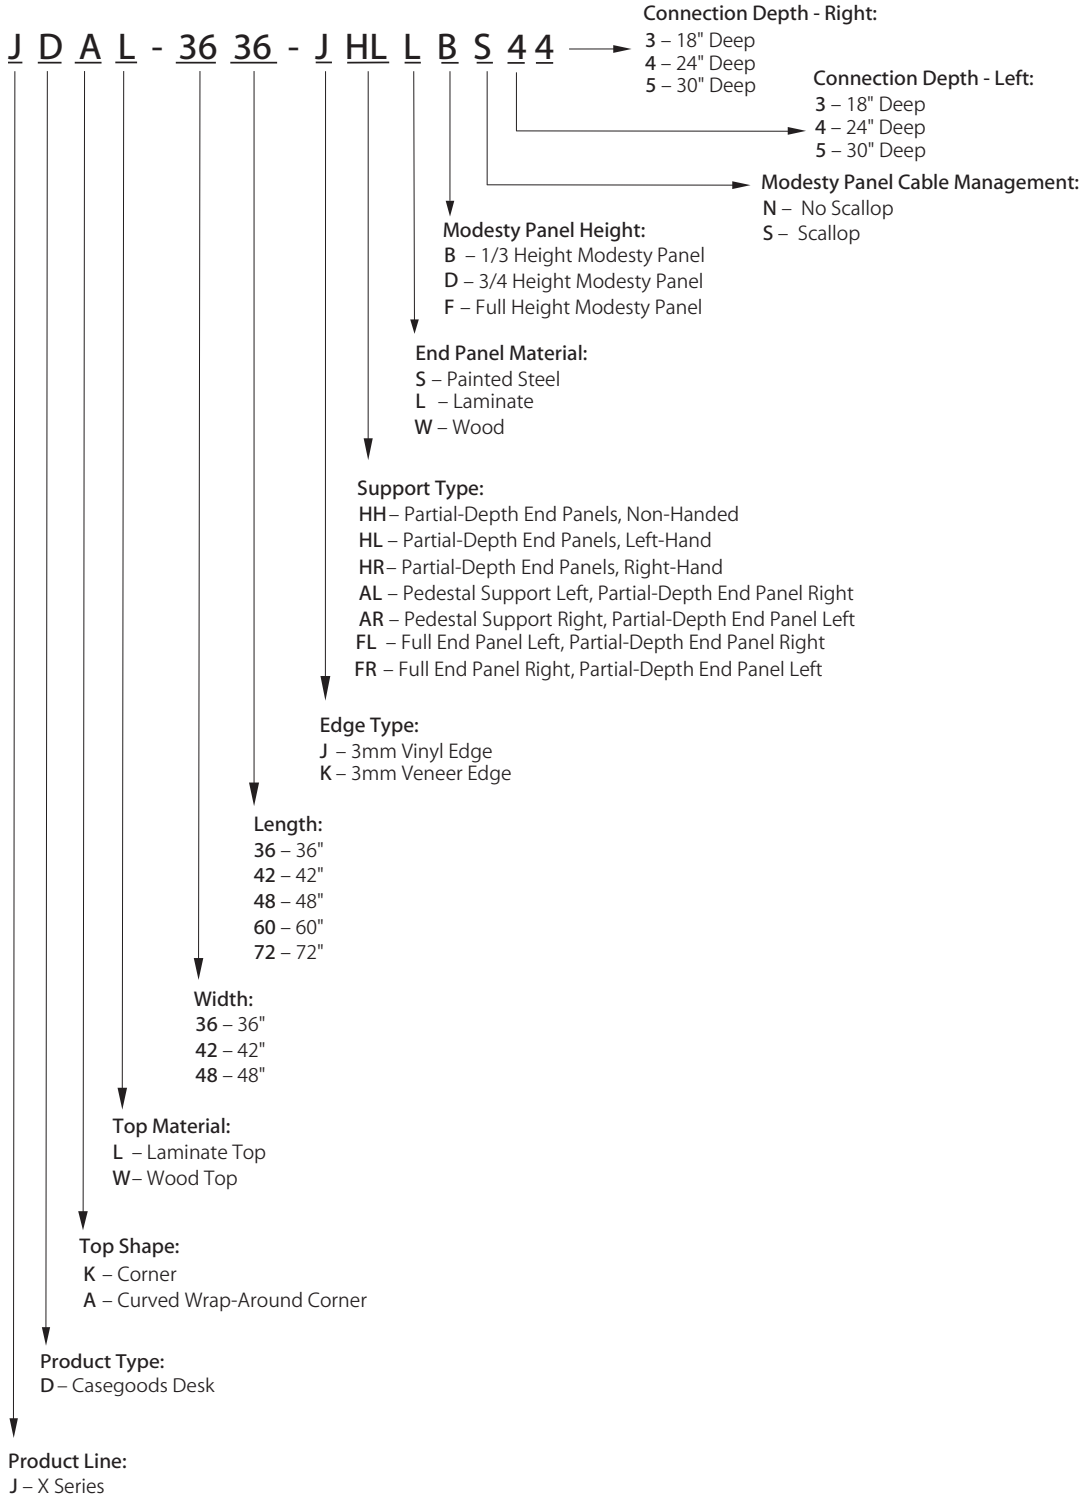 J D A L - 36 36 - J HL L B S 4 4
Connection Depth - Right:
3 – 18" Deep
4 – 24" Deep
5 – 30" Deep
Connection Depth - Left:
3 – 18" Deep
4 – 24" Deep
5 – 30" Deep
Modesty Panel Cable Management:
N – No Scallop
S – Scallop
Modesty Panel Height:
B – 1/3 Height Modesty Panel
D – 3/4 Height Modesty Panel
F – Full Height Modesty Panel
End Panel Material:
S – Painted Steel
L – Laminate
W – Wood
Support Type:
HH – Partial-Depth End Panels, Non-Handed
HL – Partial-Depth End Panels, Left-Hand
HR – Partial-Depth End Panels, Right-Hand
AL – Pedestal Support Left, Partial-Depth End Panel Right
AR – Pedestal Support Right, Partial-Depth End Panel Left
FL – Full End Panel Left, Partial-Depth End Panel Right
FR – Full End Panel Right, Partial-Depth End Panel Left
Edge Type:
J – 3mm Vinyl Edge
K – 3mm Veneer Edge
Length:
36 – 36"
42 – 42"
48 – 48"
60 – 60"
72 – 72"
Width:
36 – 36"
42 – 42"
48 – 48"
Top Material:
L – Laminate Top
W – Wood Top
Top Shape:
K – Corner
A – Curved Wrap-Around Corner
Product Type:
D – Casegoods Desk
Product Line:
J – X Series